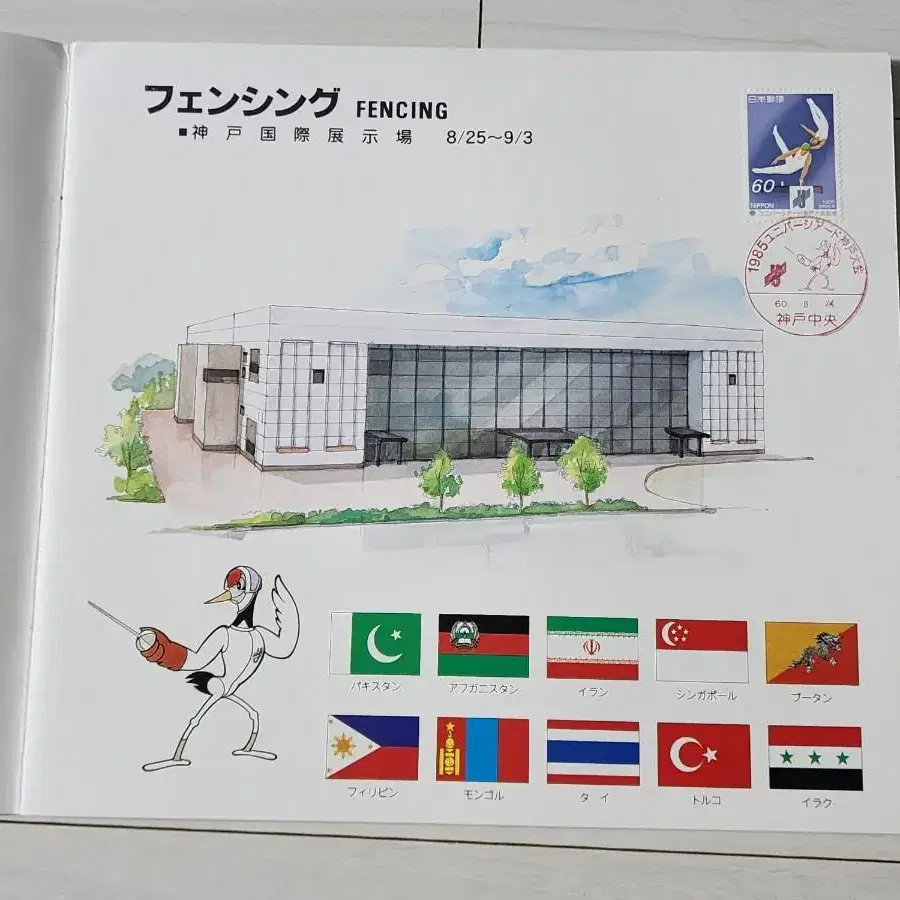 フェンシング FENCING
■神戸国際展示場 8/25～9/3
日本郵便
60
NIPPON
1985ユニバーシアード神戸大会
60 8 24
神戸中央
パキスタン アフガニスタン イラン シンガポール ブータン
フィリピン モンゴル タイ トルコ イラク